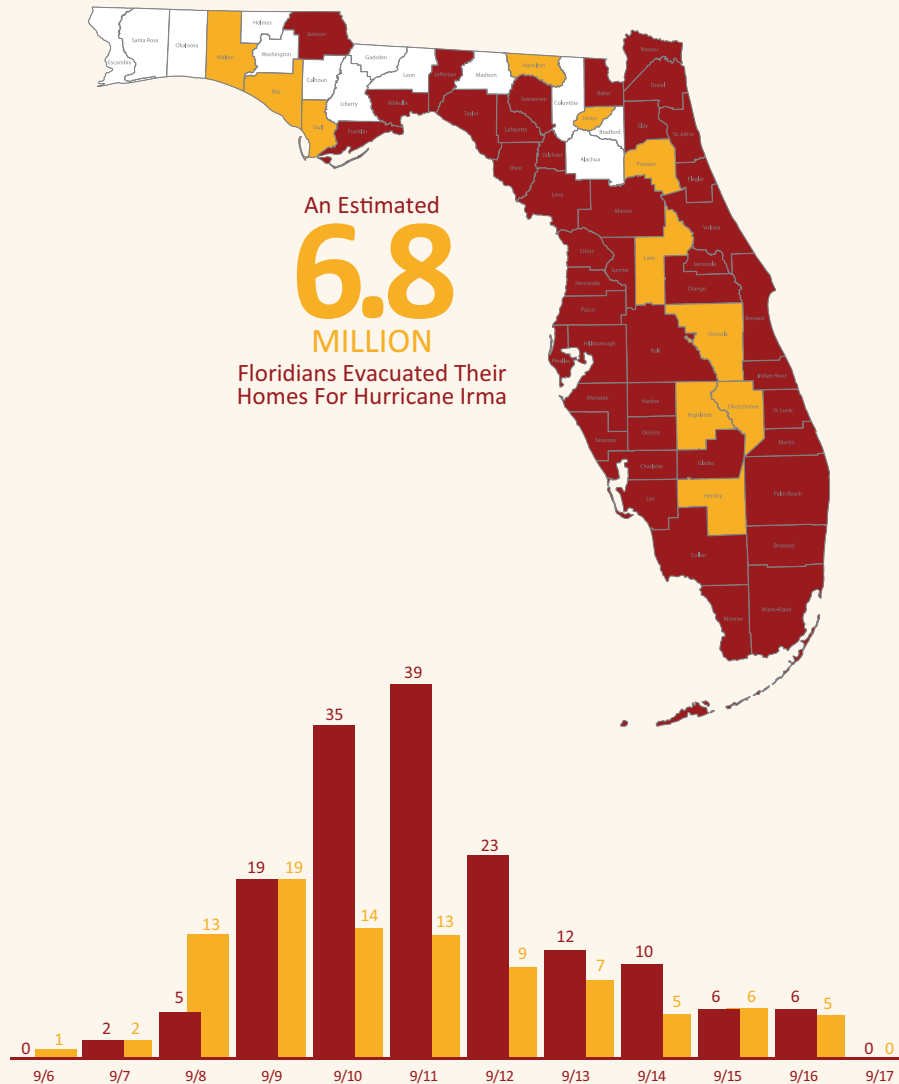 Holmes
Jackson
Santa Rosa
Okaloosa
Walton
Washington
Escambia
Gadsden
Leon
Jefferson
Madison
Hamilton
Nassau
Calhoun
Bay
Liberty
Wakulla
Gulf
Franklin
Taylor
Suwannee
Columbia
Baker
Duval
Union
Bradford
Clay
St. Johns
Lafayette
Gilchrist
Alachua
Putnam
Dixie
Flagler
Levy
Marion
Volusia
Citrus
Sumter
Lake
Seminole
Hernando
Orange
Pasco
Brevard
Osceola
Pinellas
Hillsborough
Polk
Indian River
Manatee
Hardee
Highlands
Okeechobee
St. Lucie
Sarasota
DeSoto
Martin
Charlotte
Glades
Lee
Hendry
Palm Beach
Collier
Broward
Monroe
Miami-Dade
An Estimated
6.8
MILLION
Floridians Evacuated Their
Homes For Hurricane Irma
0 1
2 2
5 13
19 19
35 14
39 13
23 9
12 7
10 5
6 6
6 5
0 0
9/6 9/7 9/8 9/9 9/10 9/11 9/12 9/13 9/14 9/15 9/16 9/17